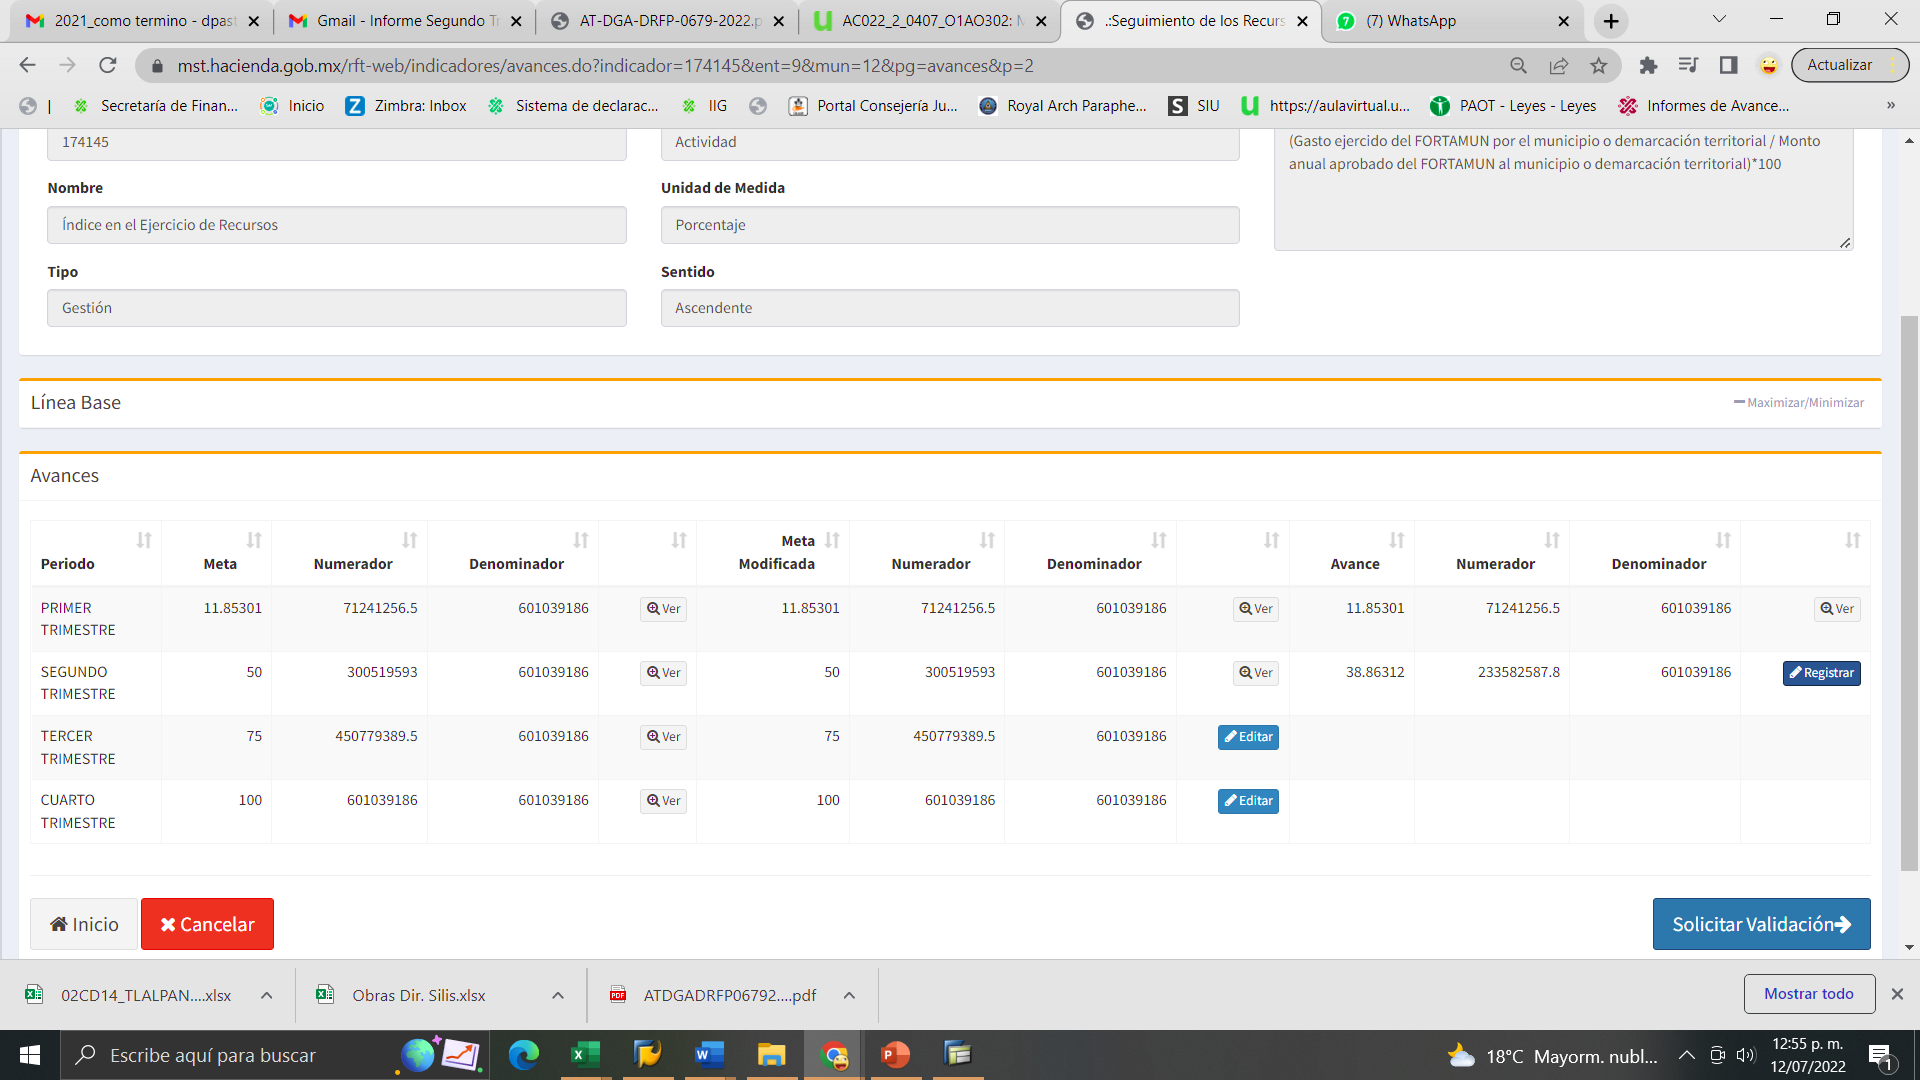 2021_como termino - dpast
Gmail - Informe Segundo T
AT-DGA-DRFP-0679-2022.p
AC022_2_0407_O1AO302: M
.:Seguimiento de los Recurs
(7) WhatsApp
mst.hacienda.gob.mx/rft-web/indicadores/avances.do?indicador=174145&ent=9&mun=12&pg=avances&p=2
Actualizar
Secretaría de Finan...
Inicio
Zimbra: Inbox
Sistema de declarac...
IIG
Portal Consejería Ju...
Royal Arch Paraphe...
SIU
https://aulavirtual.u...
PAOT - Leyes - Leyes
Informes de Avance...
»
174145
Actividad
(Gasto ejercido del FORTAMUN por el municipio o demarcación territorial / Monto
anual aprobado del FORTAMUN al municipio o demarcación territorial)*100
Nombre
Unidad de Medida
Índice en el Ejercicio de Recursos
Porcentaje
Tipo
Sentido
Gestión
Ascendente
Línea Base
Maximizar/Minimizar
Avances
Periodo Meta Numerador Denominador Meta Modificada Numerador Denominador Avance Numerador Denominador
PRIMER TRIMESTRE 11.85301 71241256.5 601039186 Ver 11.85301 71241256.5 601039186 Ver 11.85301 71241256.5 601039186 Ver
SEGUNDO TRIMESTRE 50 300519593 601039186 Ver 50 300519593 601039186 Ver 38.86312 233582587.8 601039186 Registrar
TERCER TRIMESTRE 75 450779389.5 601039186 Ver 75 450779389.5 601039186 Editar
CUARTO TRIMESTRE 100 601039186 601039186 Ver 100 601039186 601039186 Editar
Inicio
Cancelar
Solicitar Validación
02CD14_TLALPAN....xlsx
Obras Dir. Silis.xlsx
ATDGADRFP06792....pdf
Mostrar todo
Escribe aquí para buscar
18°C Mayorm. nubl...
12:55 p. m.
12/07/2022
1